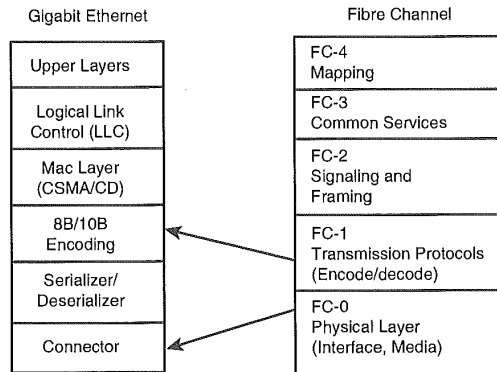 Gigabit Ethernet
Upper Layers
Logical Link
Control (LLC)
Mac Layer
(CSMA/CD)
8B/10B
Encoding
Serializer/
Deserializer
Connector
Fibre Channel
FC-4
Mapping
FC-3
Common Services
FC-2
Signaling and
Framing
FC-1
Transmission Protocols
(Encode/decode)
FC-0
Physical Layer
(Interface, Media)